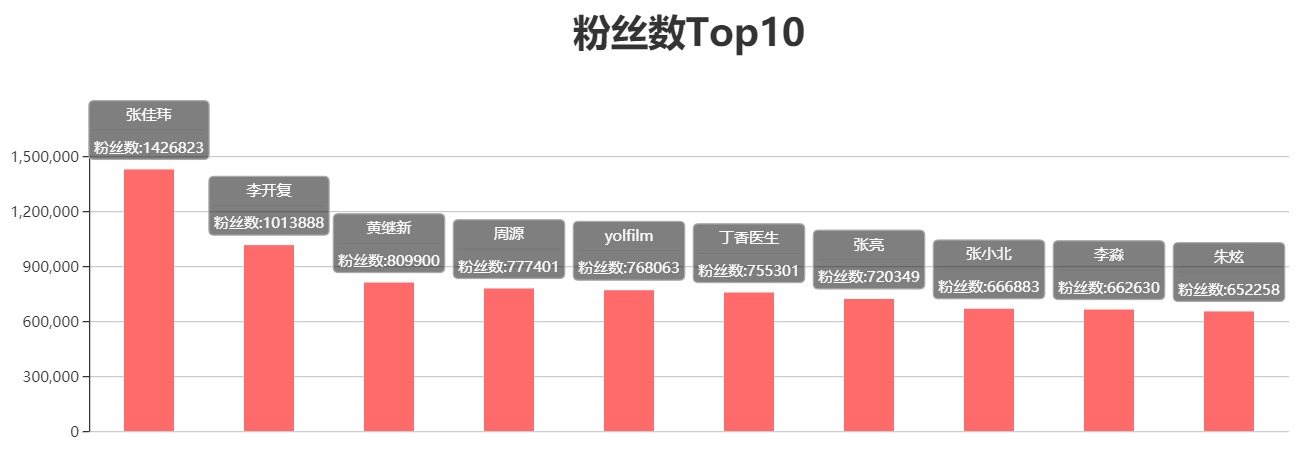 粉丝数Top10
张佳玮
粉丝数:1426823
李开复
粉丝数:1013888
黄继新
粉丝数:809900
周源
粉丝数:777401
yolfilm
粉丝数:768063
丁香医生
粉丝数:755301
张亮
粉丝数:720349
张小北
粉丝数:666883
李淼
粉丝数:662630
朱炫
粉丝数:652258
1,500,000
1,200,000
900,000
600,000
300,000
0